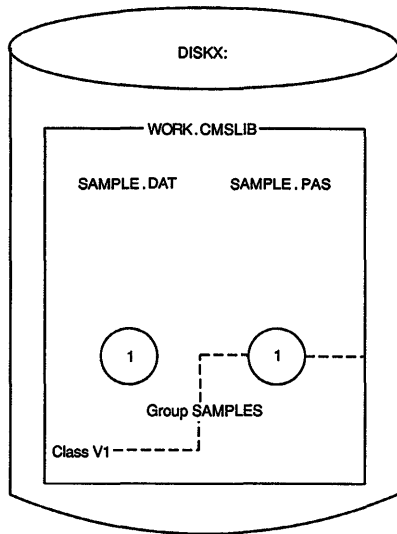 DISKX:
WORK.CMSLIB
SAMPLE.DAT SAMPLE.PAS
1 1
Group SAMPLES
Class V1